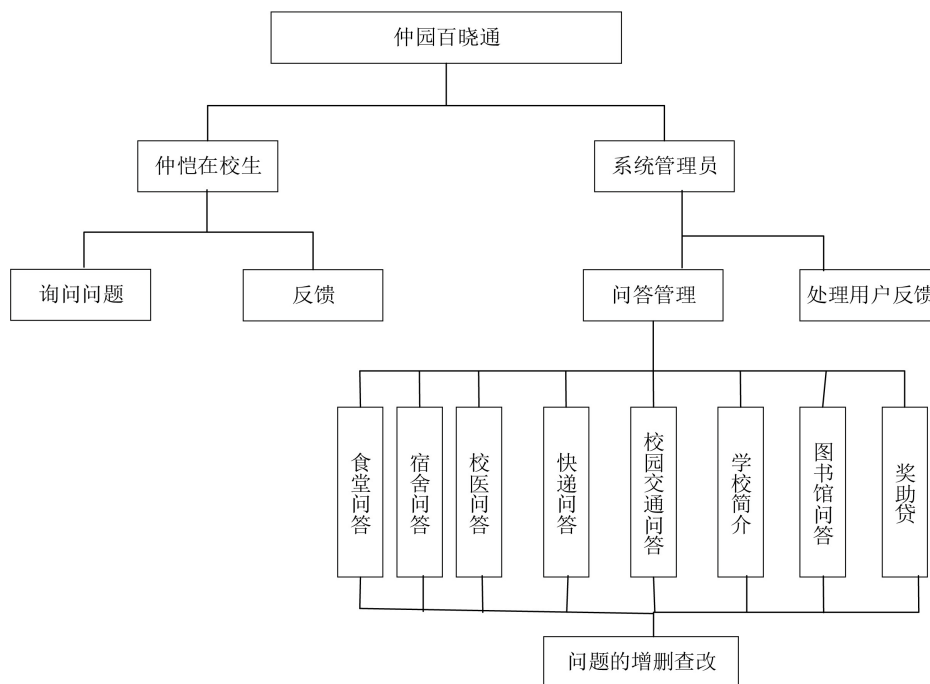 仲园百晓通
仲恺在校生
系统管理员
询问问题
反馈
问答管理
处理用户反馈
食堂问答
宿舍问答
校医问答
快递问答
校园交通问答
学校简介
图书馆问答
奖助贷
问题的增删查改